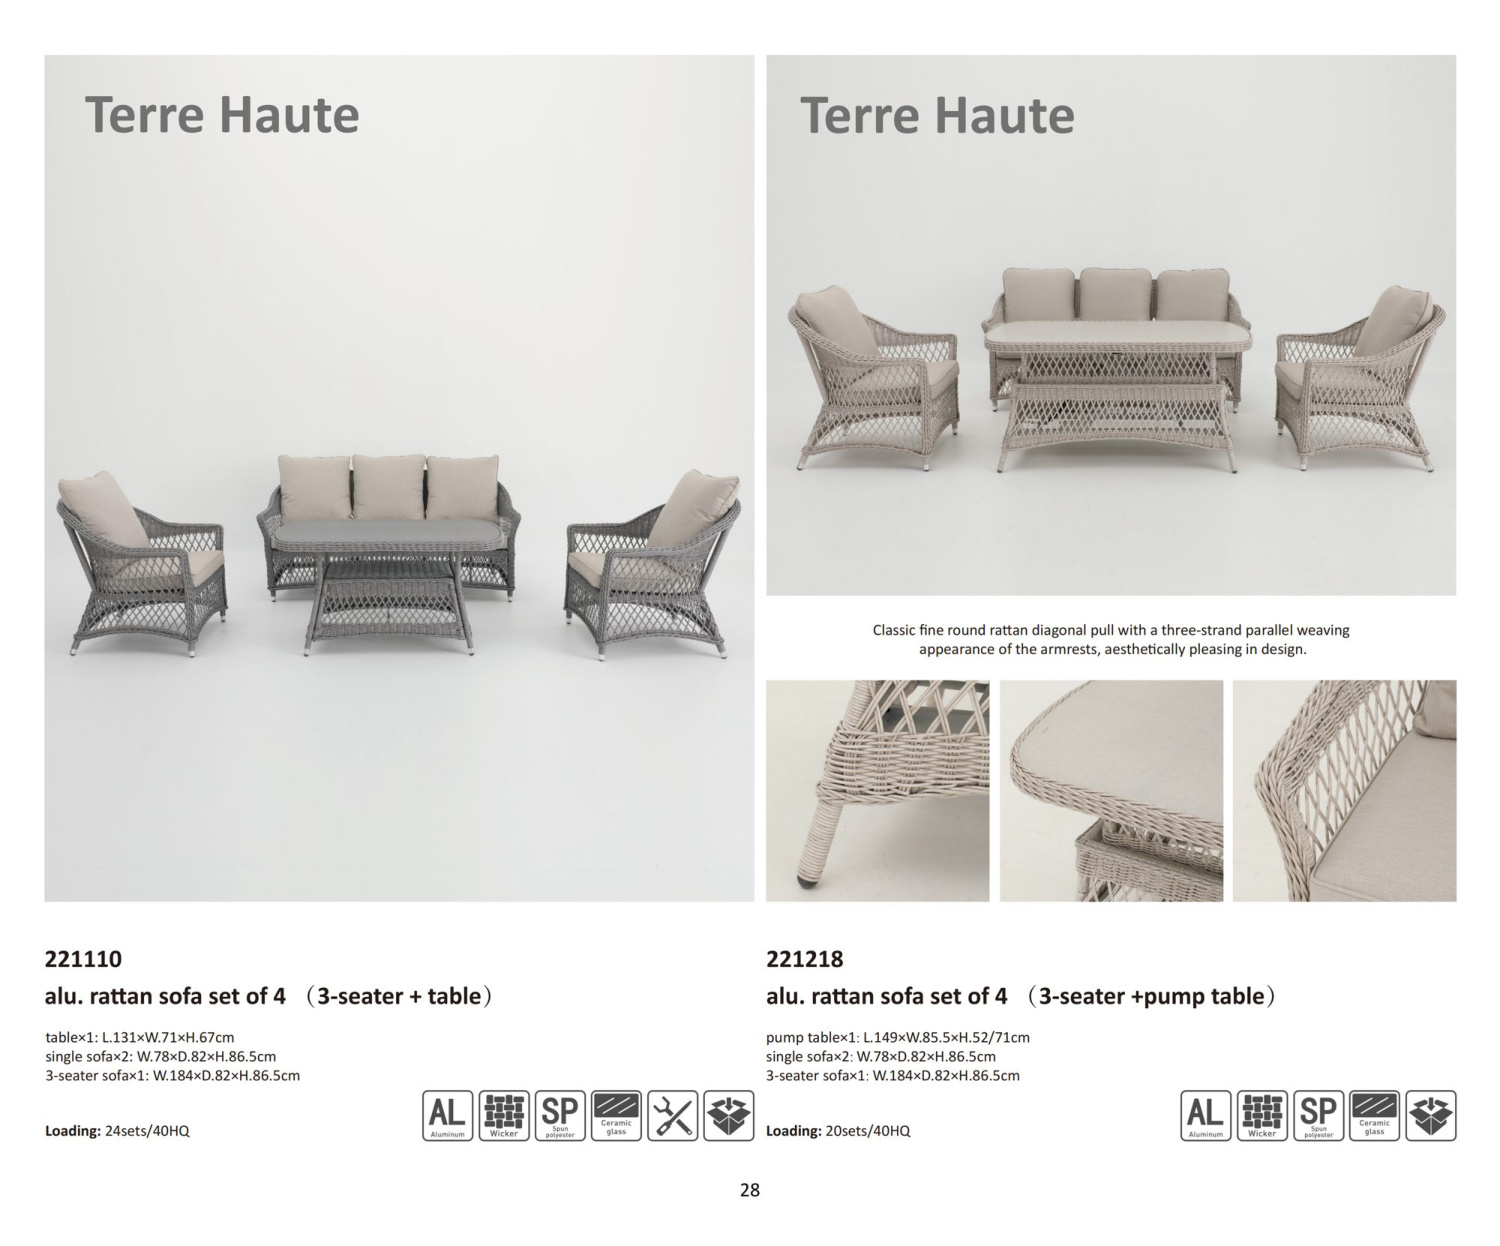 Terre Haute
Terre Haute
Classic fine round rattan diagonal pull with a three-strand parallel weaving
appearance of the armrests, aesthetically pleasing in design.
221110
alu. rattan sofa set of 4 （3-seater + table）
table×1: L.131×W.71×H.67cm
single sofa×2: W.78×D.82×H.86.5cm
3-seater sofa×1: W.184×D.82×H.86.5cm
Loading: 24sets/40HQ
AL
Aluminum
Wicker
SP
Spun
polyester
Ceramic
glass
221218
alu. rattan sofa set of 4 （3-seater +pump table）
pump table×1: L.149×W.85.5×H.52/71cm
single sofa×2: W.78×D.82×H.86.5cm
3-seater sofa×1: W.184×D.82×H.86.5cm
Loading: 20sets/40HQ
AL
Aluminum
Wicker
SP
Spun
polyester
Ceramic
glass
28